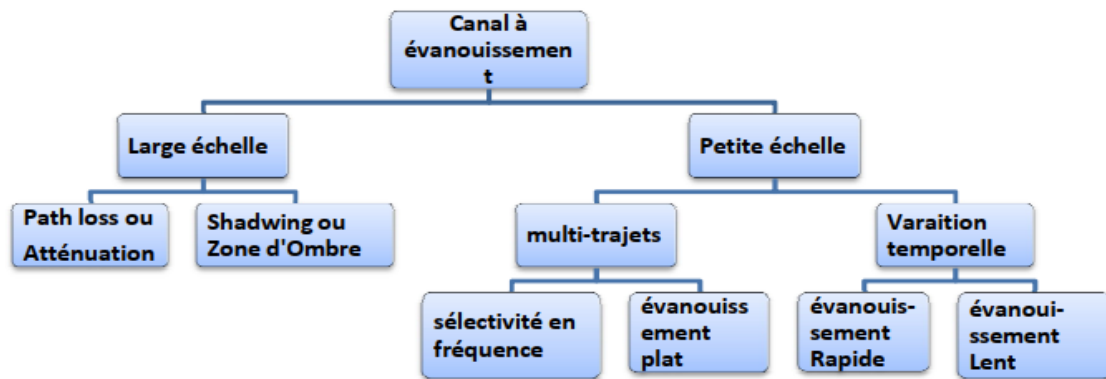 Canal à
évanouissemen
t
Large échelle
Petite échelle
Path loss ou
Atténuation
Shadwing ou
Zone d'Ombre
multi-trajets
Varaition
temporelle
sélectivité en
fréquence
évanouiss
ement
plat
évanouis-
sement
Rapide
évanoui-
ssement
Lent